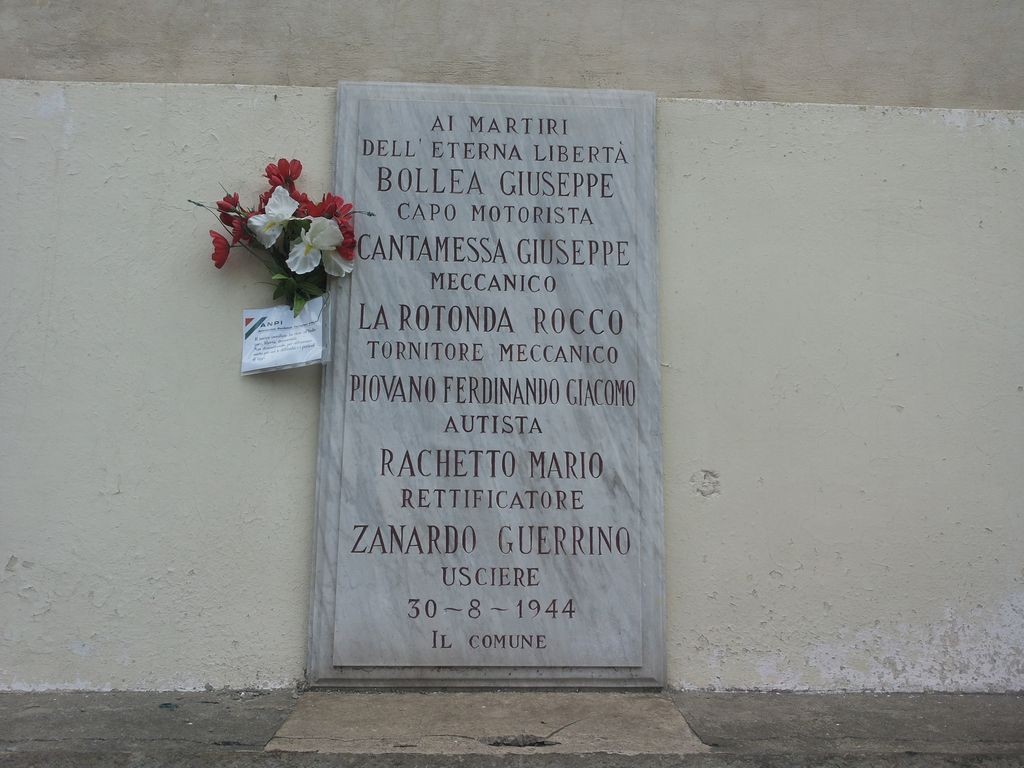 AI MARTIRI
DELL'ETERNA LIBERTÀ
BOLLEA GIUSEPPE
CAPO MOTORISTA
CANTAMESSA GIUSEPPE
MECCANICO
LA ROTONDA ROCCO
TORNITORE MECCANICO
PIOVANO FERDINANDO GIACOMO
AUTISTA
RACHETTO MARIO
RETTIFICATORE
ZANARDO GUERRINO
USCIERE
30-8-1944
IL COMUNE
ANPI